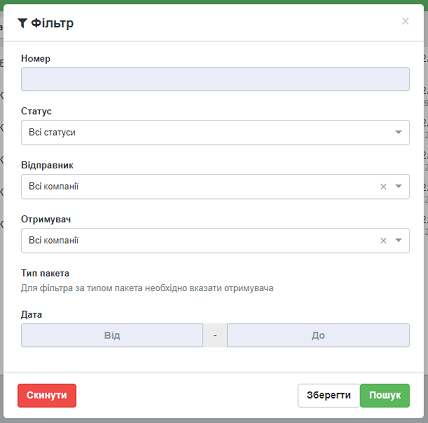 Фільтр
×
Номер
Статус
Всі статуси
Відправник
Всі компанії ×
Отримувач
Всі компанії ×
Тип пакета
Для фільтра за типом пакета необхідно вказати отримувача
Дата
Від - До
Скинути Зберегти Пошук